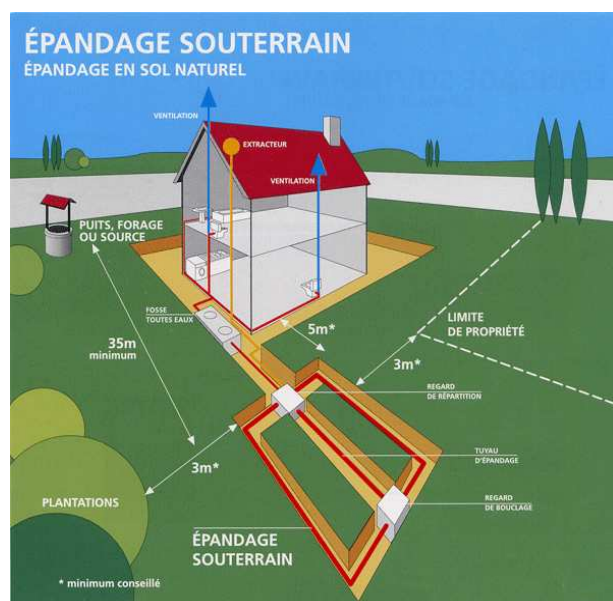 ÉPANDAGE SOUTERRAIN
ÉPANDAGE EN SOL NATUREL
VENTILATION
EXTRACTEUR
VENTILATION
PUITS, FORAGE
OU SOURCE
FOSSE
TOUTES EAUX
35m
minimum
5m*
LIMITE
DE PROPRIÉTÉ
3m*
REGARD
DE RÉPARTITION
TUYAU
D'ÉPANDAGE
3m*
PLANTATIONS
REGARD
DE BOUCLAGE
ÉPANDAGE
SOUTERRAIN
* minimum conseillé